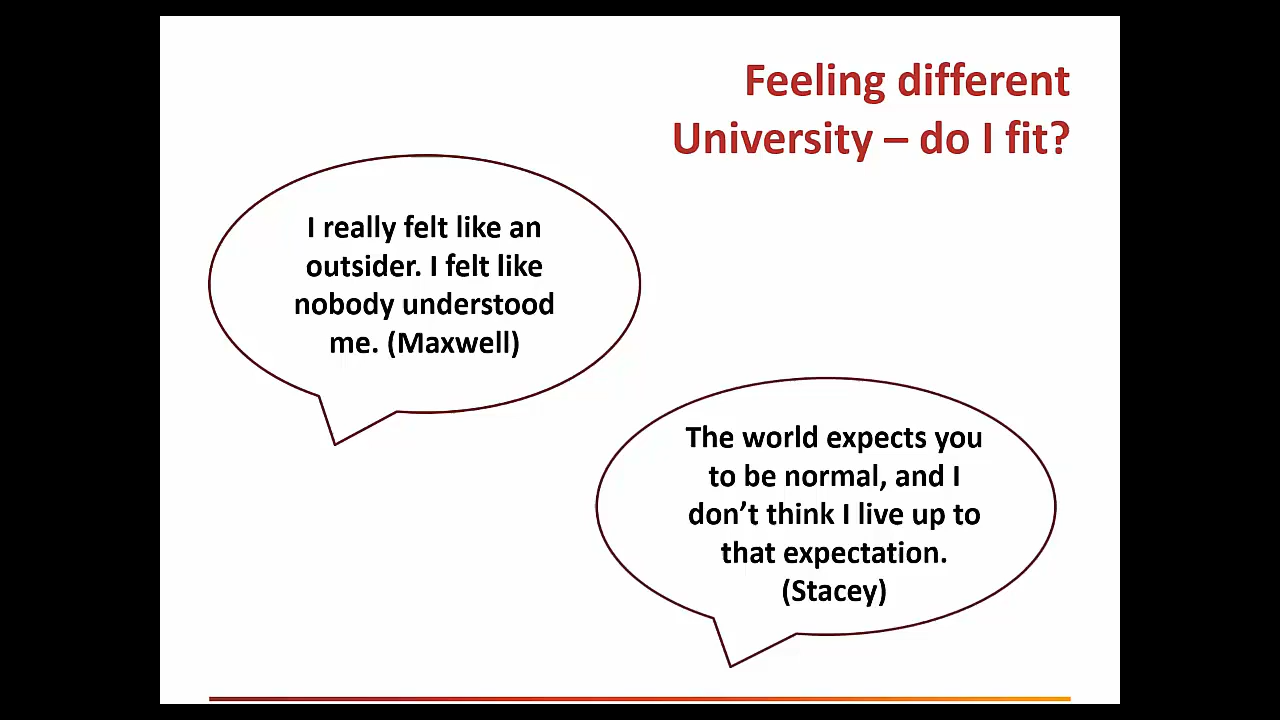 Feeling different
University – do I fit?
I really felt like an
outsider. I felt like
nobody understood
me. (Maxwell)
The world expects you
to be normal, and I
don’t think I live up to
that expectation.
(Stacey)